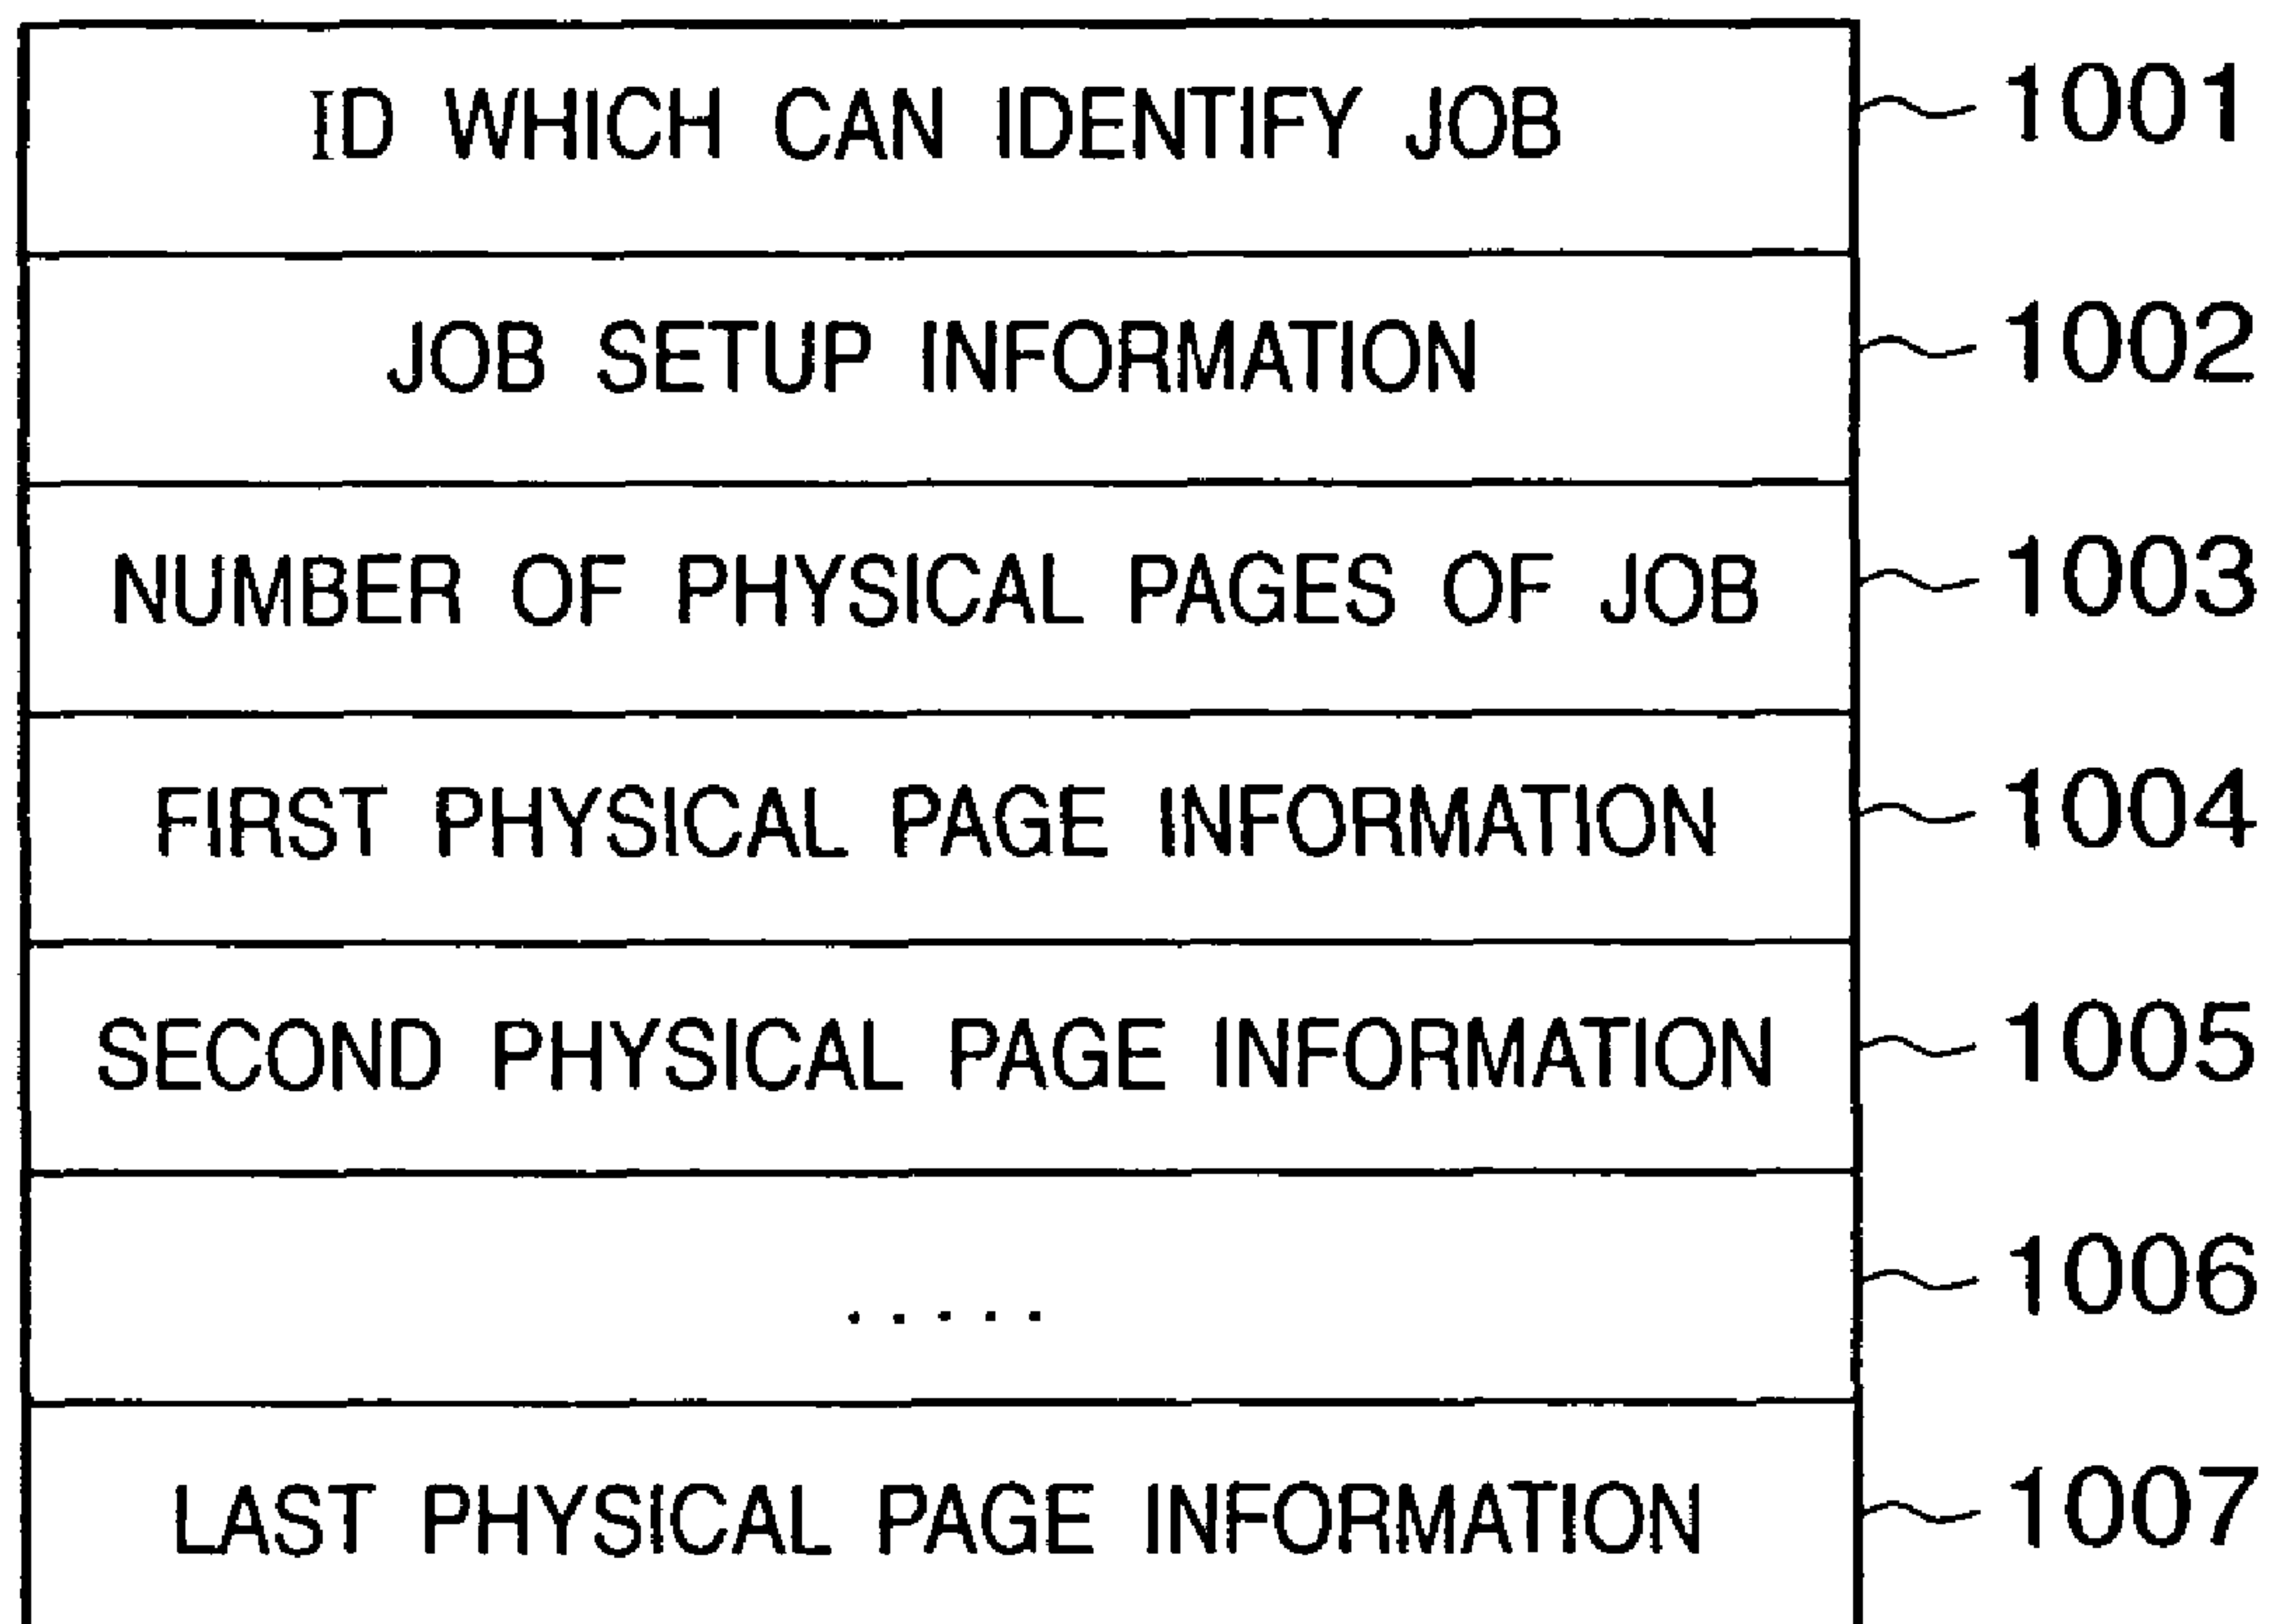 ID WHICH CAN IDENTIFY JOB 1001
JOB SETUP INFORMATION 1002
NUMBER OF PHYSICAL PAGES OF JOB 1003
FIRST PHYSICAL PAGE INFORMATION 1004
SECOND PHYSICAL PAGE INFORMATION 1005
..... 1006
LAST PHYSICAL PAGE INFORMATION 1007